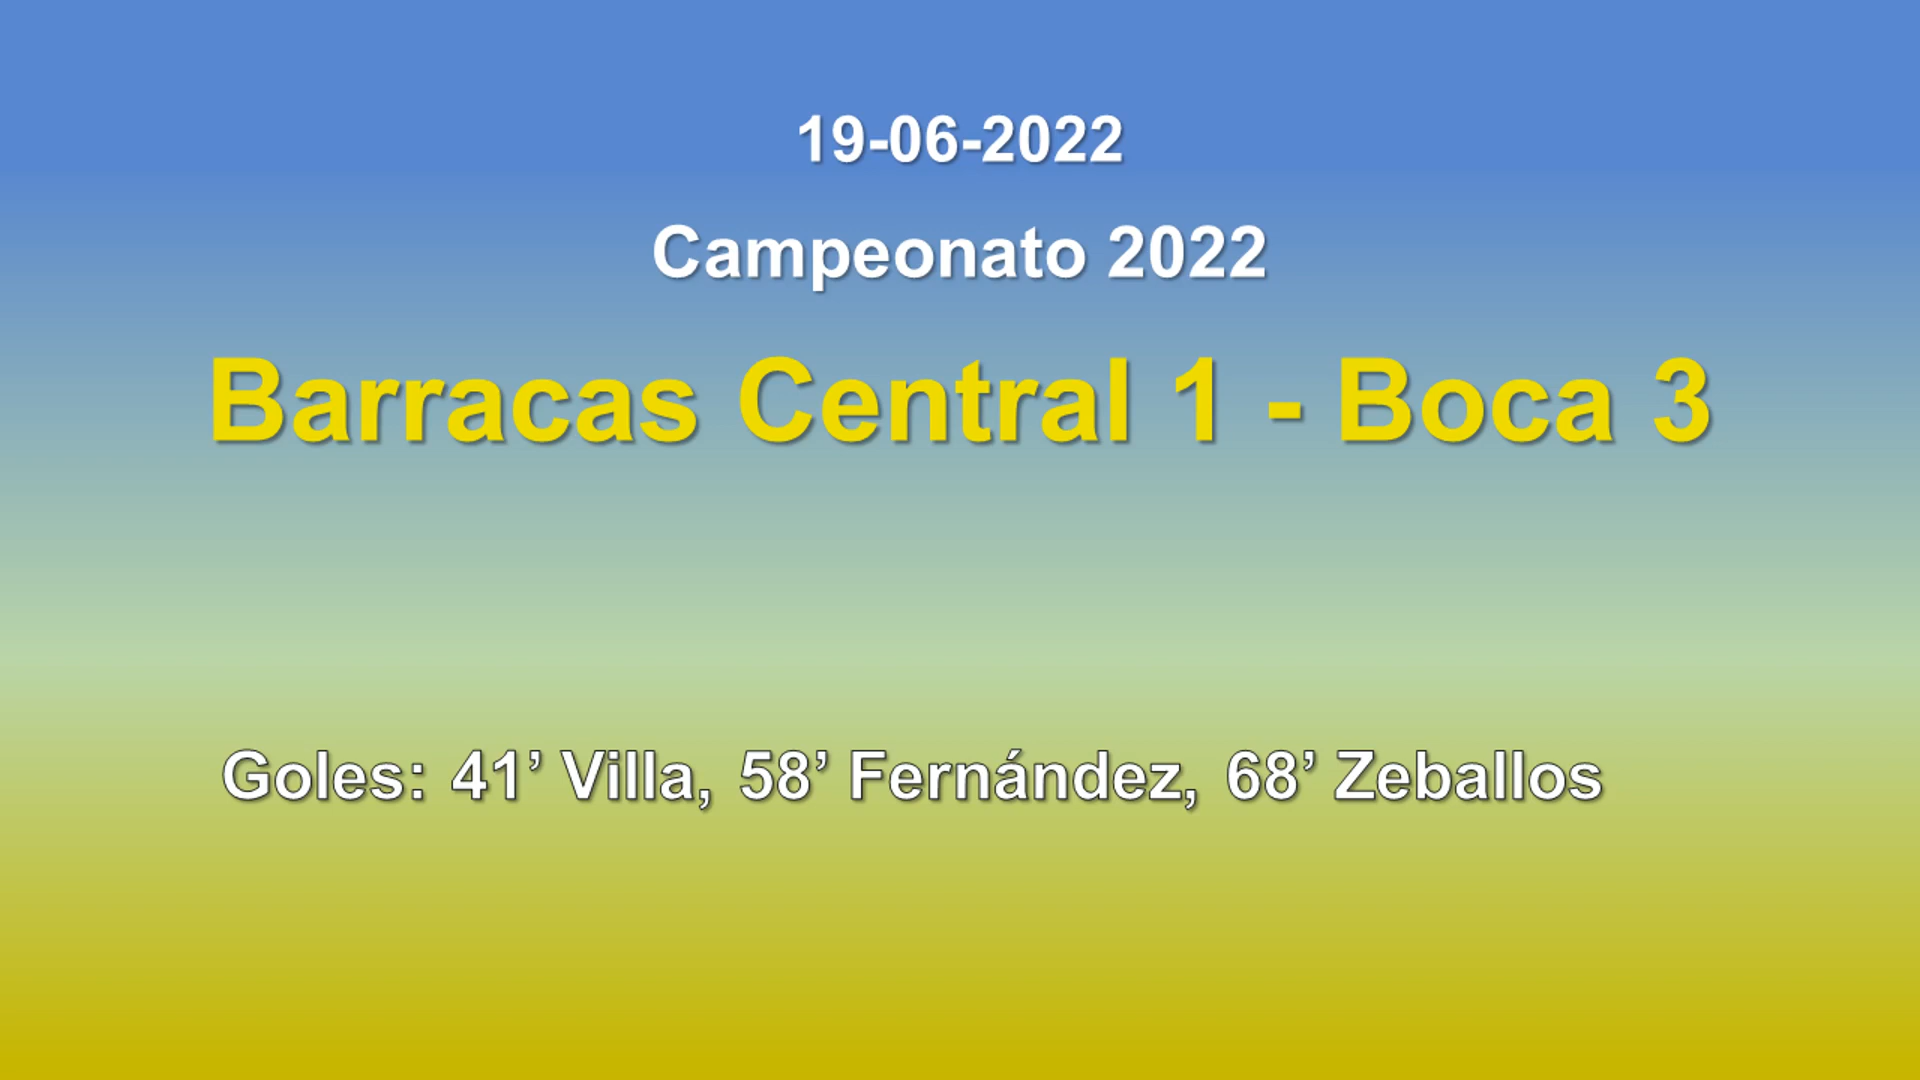 19-06-2022
Campeonato 2022
Barracas Central 1 - Boca 3
Goles: 41’ Villa, 58’ Fernández, 68’ Zeballos